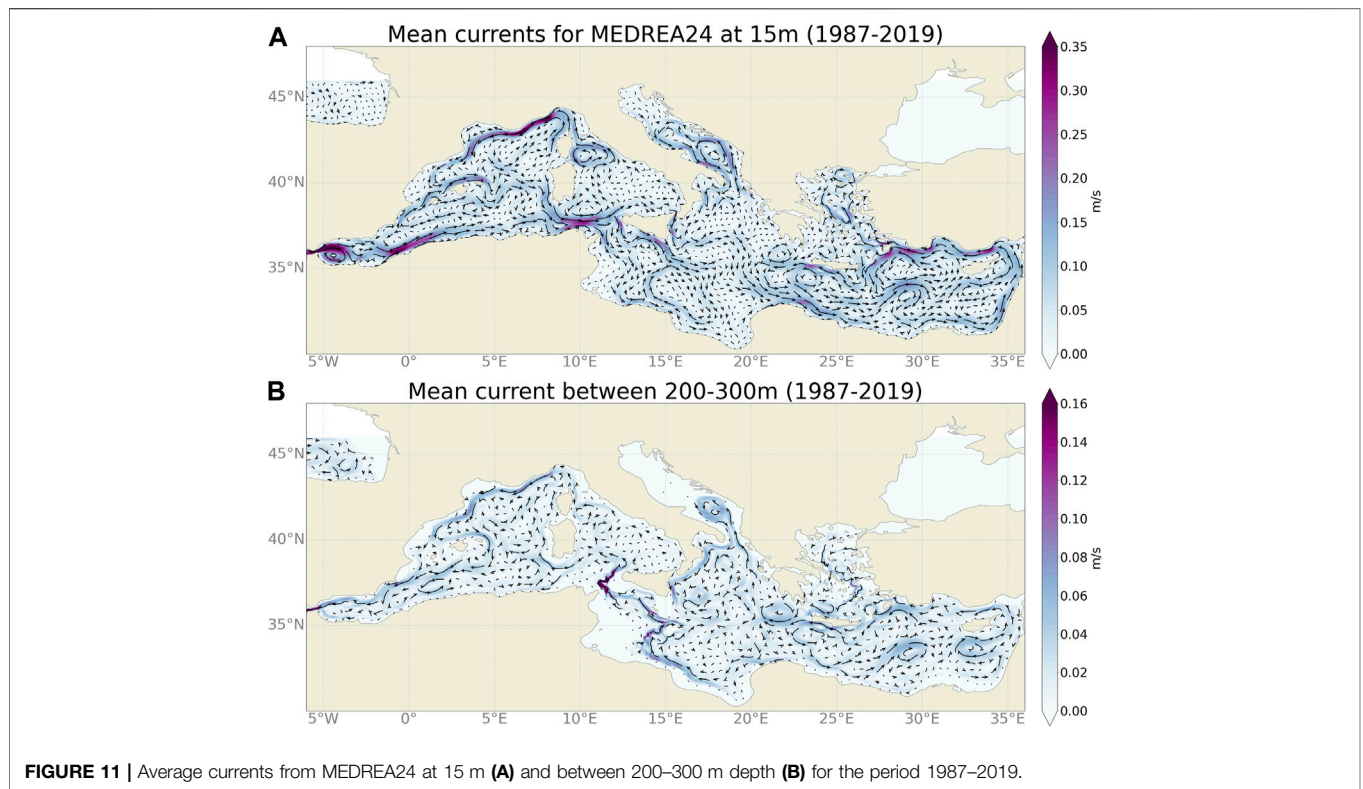 A
Mean currents for MEDREA24 at 15m (1987-2019)
45°N
40°N
35°N
5°W 0° 5°E 10°E 15°E 20°E 25°E 30°E 35°E
0.35
0.30
0.25
0.20
0.15
0.10
0.05
0.00
m/s
B
Mean current between 200-300m (1987-2019)
45°N
40°N
35°N
5°W 0° 5°E 10°E 15°E 20°E 25°E 30°E 35°E
0.16
0.14
0.12
0.10
0.08
0.06
0.04
0.02
0.00
m/s
FIGURE 11 | Average currents from MEDREA24 at 15 m (A) and between 200–300 m depth (B) for the period 1987–2019.